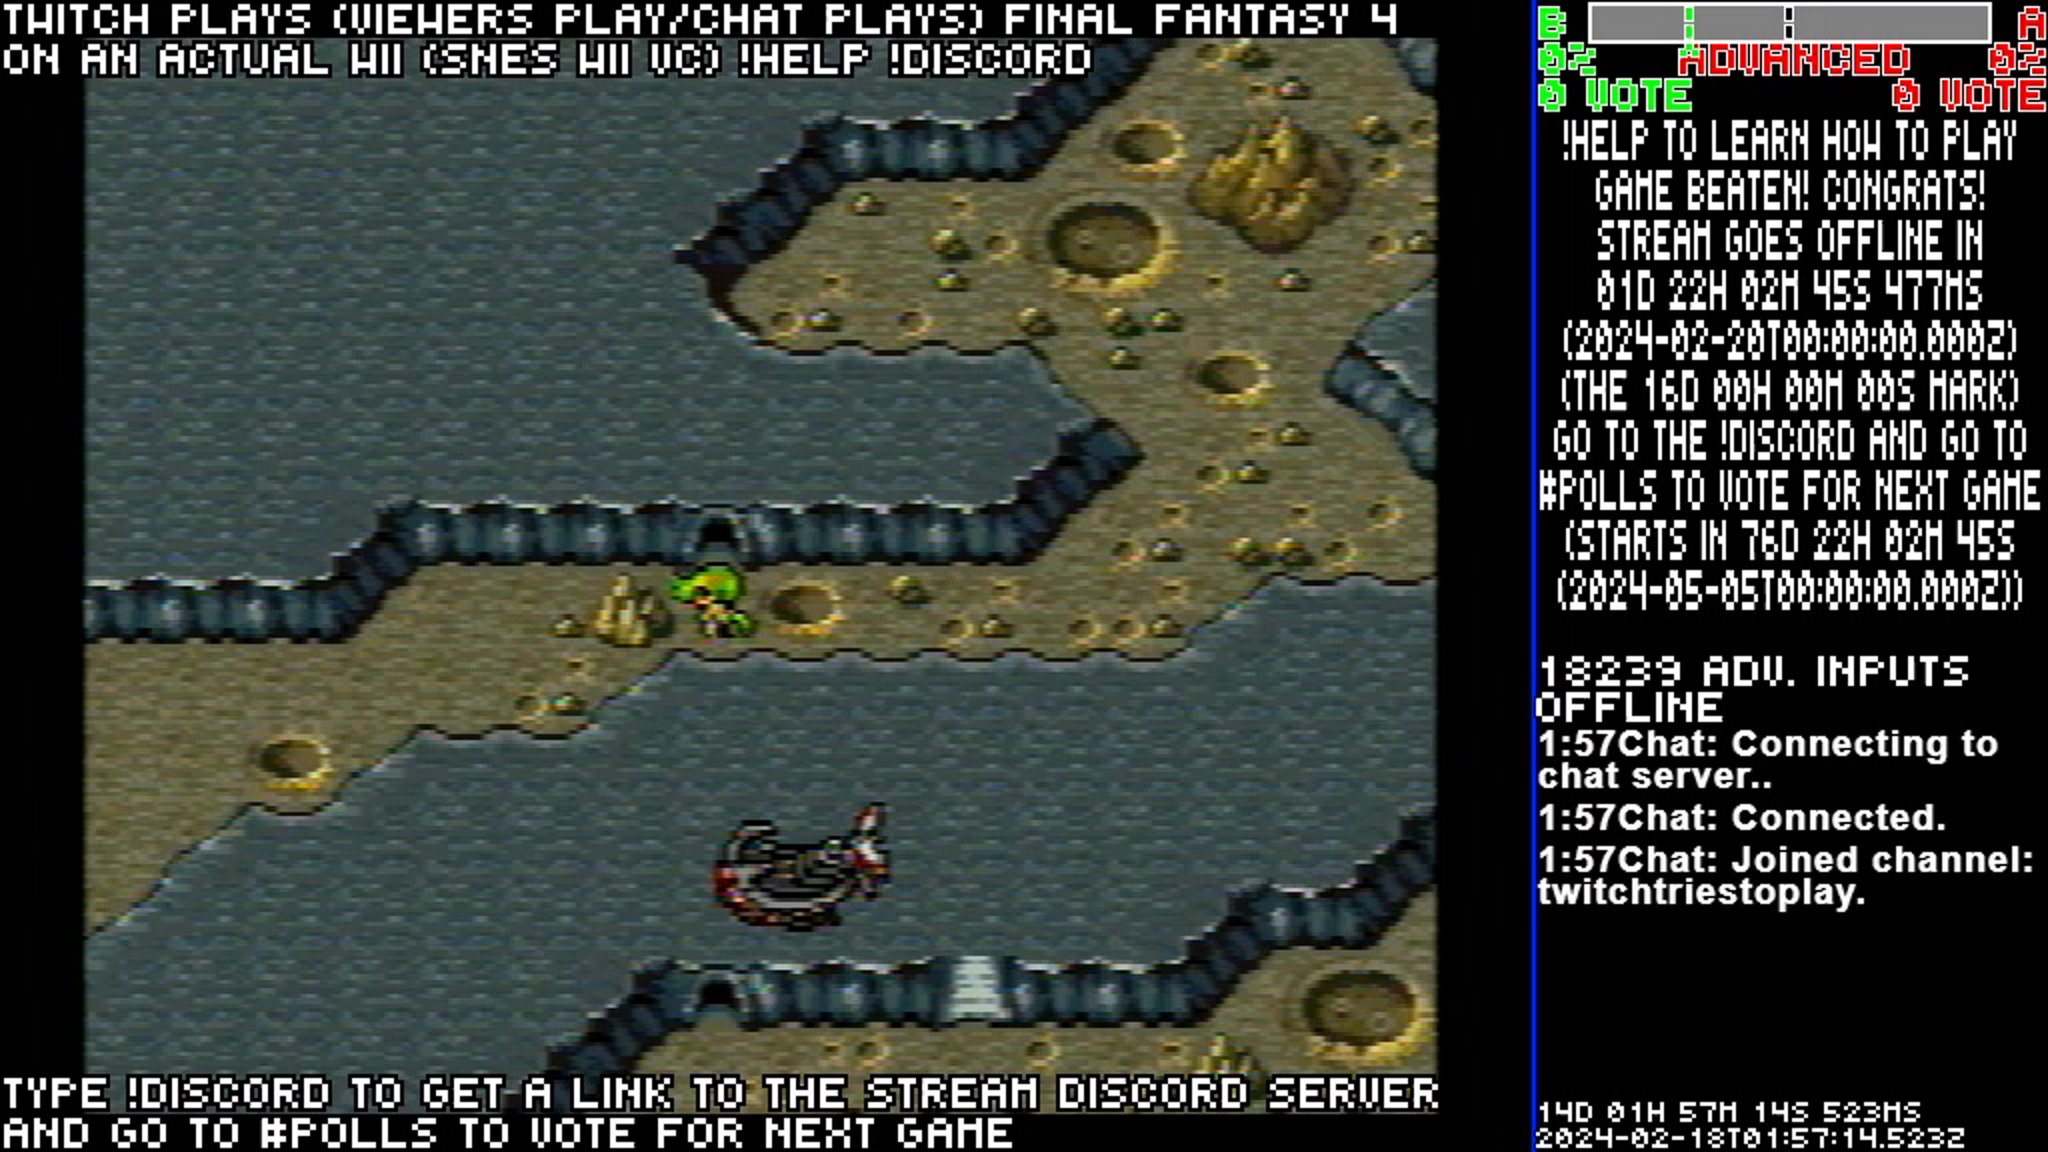 TWITCH PLAYS (VIEWERS PLAY/CHAT PLAYS) FINAL FANTASY 4
ON AN ACTUAL WII (SNES WII VC) !HELP !DISCORD
B A
0% ADVANCED 0%
0 VOTE 0 VOTE
!HELP TO LEARN HOW TO PLAY
GAME BEATEN! CONGRATS!
STREAM GOES OFFLINE IN
01D 22H 02M 45S 477MS
(2024-02-20T00:00:00.000Z)
(THE 16D 00H 00M 00S MARK)
GO TO THE !DISCORD AND GO TO
#POLLS TO VOTE FOR NEXT GAME
(STARTS IN 76D 22H 02M 45S
(2024-05-05T00:00:00.000Z))
18239 ADV. INPUTS
OFFLINE
1:57Chat: Connecting to
chat server..
1:57Chat: Connected.
1:57Chat: Joined channel:
twitchtriestoplay.
TYPE !DISCORD TO GET A LINK TO THE STREAM DISCORD SERVER
AND GO TO #POLLS TO VOTE FOR NEXT GAME
14D 01H 57M 14S 523MS
2024-02-18T01:57:14.523Z